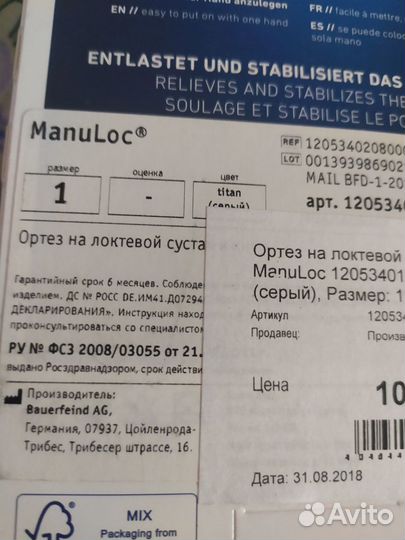 Hand anzulegen
EN // easy to put on with one hand
FR // facile à mettre,
ES // se puede coloc
sola mano
ENTLASTET UND STABILISIERT DAS
RELIEVES AND STABILIZES THE
SOULAGE ET STABILISE LE PO
ManuLoc®
REF 1205340208000
LOT 001393986902
MAIL BFD-1-20
размер оценка цвет
1 - titan
(серый)
арт. 120534
Ортез на локтевой суста
Гарантийный срок 6 месяцев. Соблюде
изделием. ДС № РОСС DE.ИМ41.Д07294
ДЕКЛАРИРОВАНИЯ». Инструкция наход
проконсультироваться со специалисто
РУ № ФСЗ 2008/03055 от 21.
выдано Росздравнадзором, срок действи
Производитель:
Bauerfeind AG,
Германия, 07937, Цойленрода-
Трибес, Трибесер штрассе, 16.
Ортез на локтевой
ManuLoc 12053401
(серый), Размер: 1
Артикул 12053
Продавец: Произв
Цена 10
Дата: 31.08.2018
MIX
Packaging from
Avito